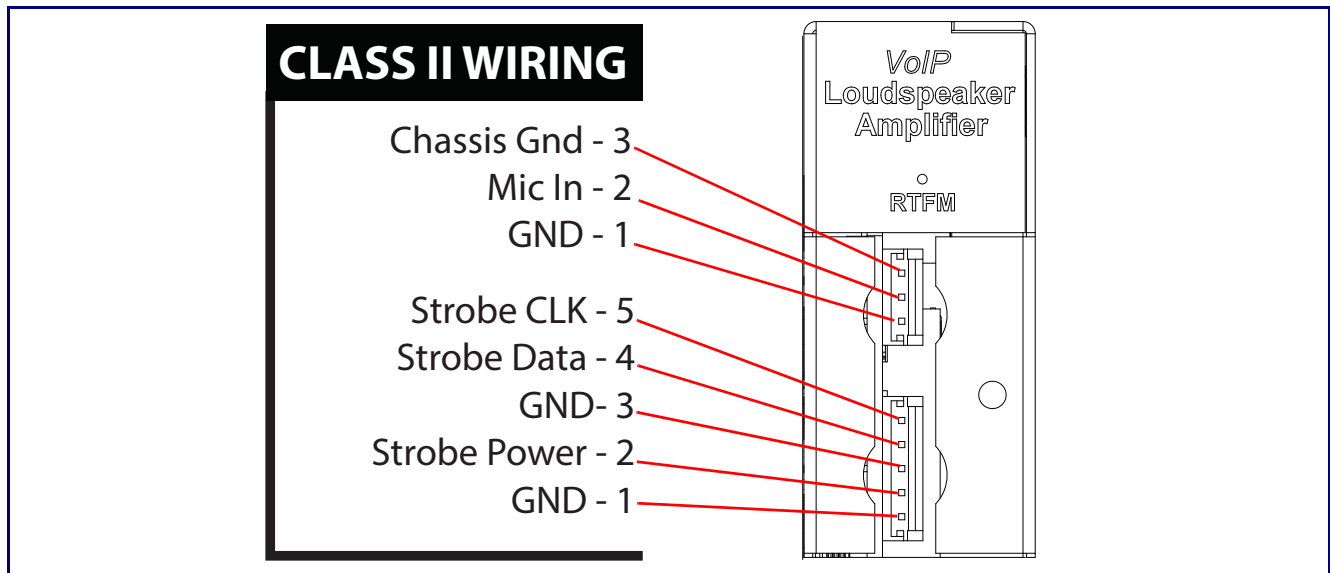 CLASS II WIRING
Chassis Gnd - 3
Mic In - 2
GND - 1
Strobe CLK - 5
Strobe Data - 4
GND- 3
Strobe Power - 2
GND - 1
VoIP
Loudspeaker
Amplifier
RTFM